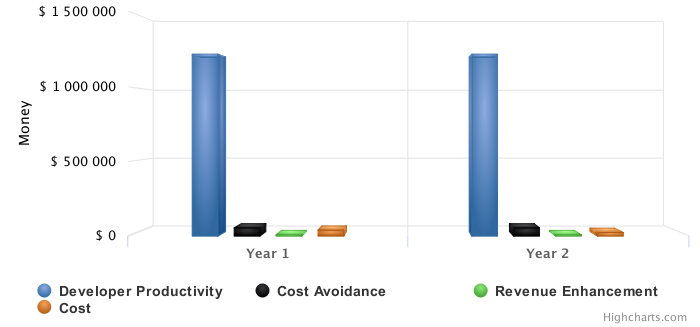 $ 1 500 000
$ 1 000 000
$ 500 000
$ 0
Money
Year 1
Year 2
Developer Productivity
Cost Avoidance
Revenue Enhancement
Cost
Highcharts.com